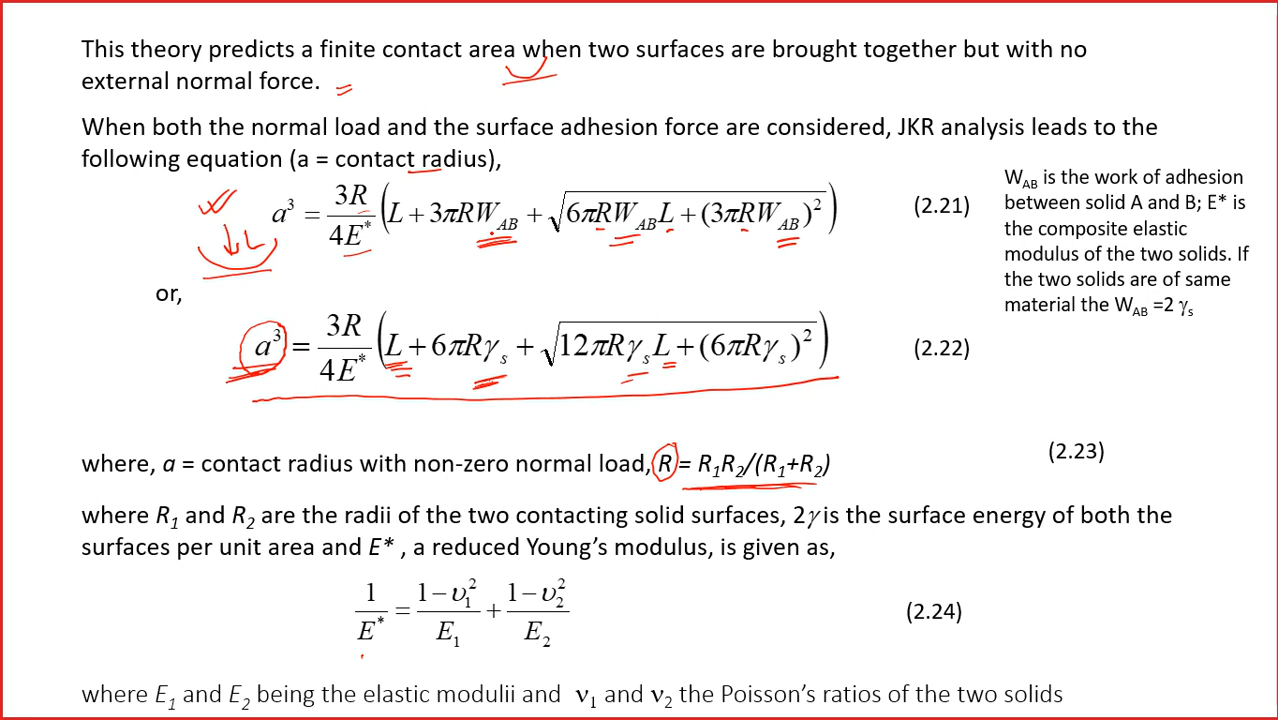 This theory predicts a finite contact area when two surfaces are brought together but with no
external normal force.
When both the normal load and the surface adhesion force are considered, JKR analysis leads to the
following equation (a = contact radius),
a³ = 3R/4E* (L + 3πRW_AB + √(6πRW_AB L + (3πRW_AB)²)) (2.21)
L
W_AB is the work of adhesion
between solid A and B; E* is
the composite elastic
modulus of the two solids. If
the two solids are of same
material the W_AB =2 γ_s
or,
a³ = 3R/4E* (L + 6πRγ_s + √(12πRγ_s L + (6πRγ_s)²)) (2.22)
where, a = contact radius with non-zero normal load, R = R₁R₂/(R₁+R₂) (2.23)
where R₁ and R₂ are the radii of the two contacting solid surfaces, 2γ is the surface energy of both the
surfaces per unit area and E* , a reduced Young’s modulus, is given as,
1/E* = (1−υ₁²)/E₁ + (1−υ₂²)/E₂ (2.24)
where E₁ and E₂ being the elastic modulii and ν₁ and ν₂ the Poisson’s ratios of the two solids